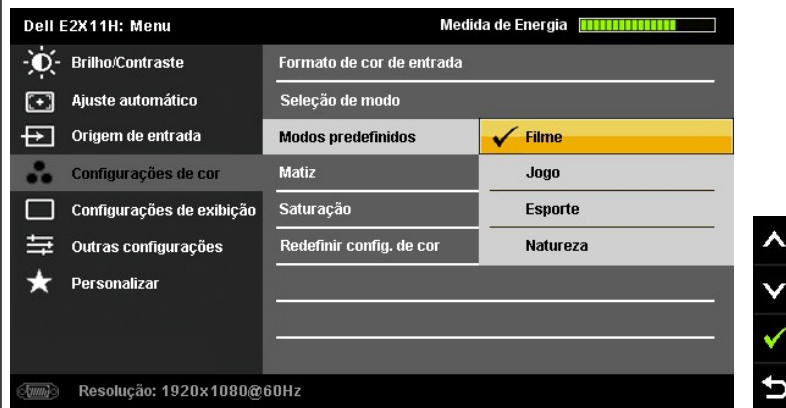 Dell E2X11H: Menu
Medida de Energia
Brilho/Contraste
Ajuste automático
Origem de entrada
Configurações de cor
Configurações de exibição
Outras configurações
Personalizar
Formato de cor de entrada
Seleção de modo
Modos predefinidos
Matiz
Saturação
Redefinir config. de cor
Filme
Jogo
Esporte
Natureza
Resolução: 1920x1080@60Hz